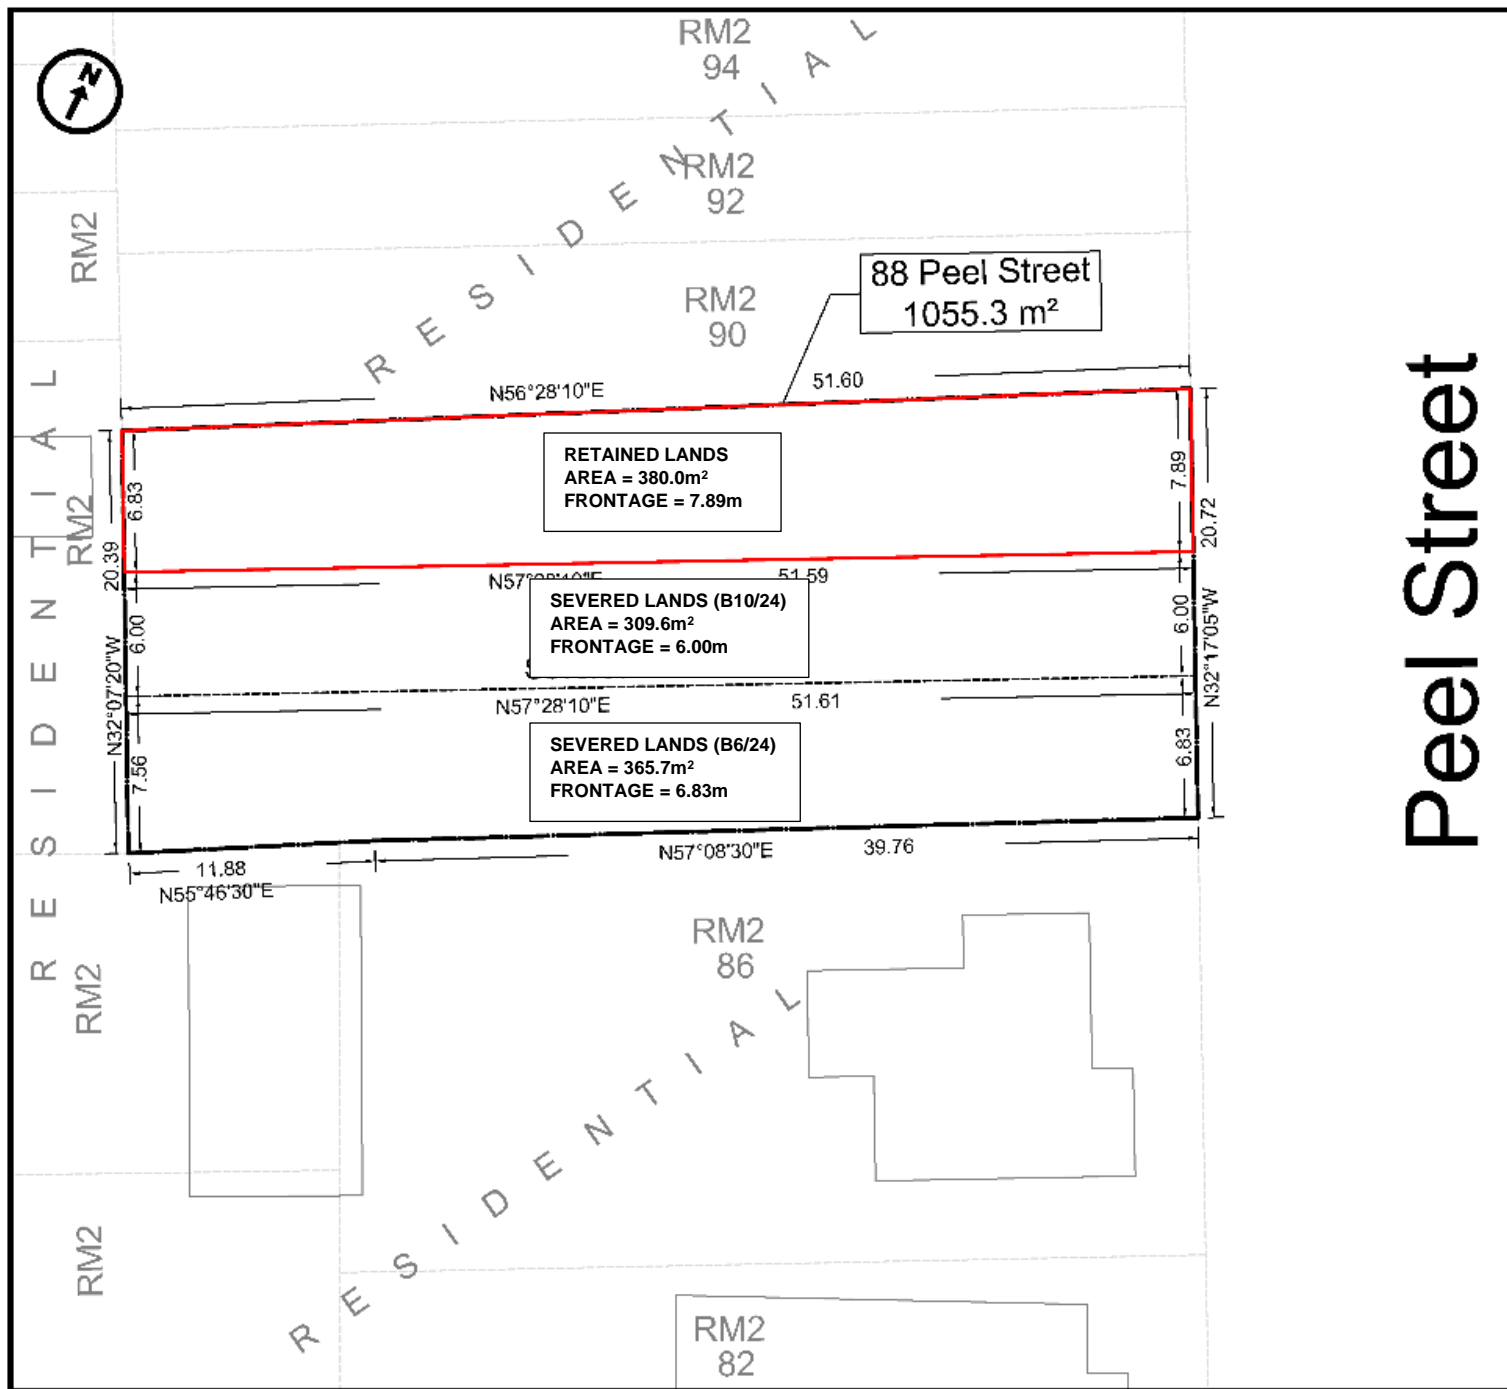 N
RM2
94
RESIDENTIAL
RM2
92
RM2
RM2
90
88 Peel Street
1055.3 m²
N56°28'10"E
51.60
RETAINED LANDS
AREA = 380.0m²
FRONTAGE = 7.89m
6.83
7.89
20.39
20.72
RM2
RESIDENTIAL
Peel Street
51.59
SEVERED LANDS (B10/24)
AREA = 309.6m²
FRONTAGE = 6.00m
6.00
6.00
N32°07'20"W
N32°17'05"W
N57°28'10"E
51.61
SEVERED LANDS (B6/24)
AREA = 365.7m²
FRONTAGE = 6.83m
7.56
6.83
N57°08'30"E
39.76
11.88
N55°46'30"E
RM2
86
RM2
RESIDENTIAL
RM2
RM2
82